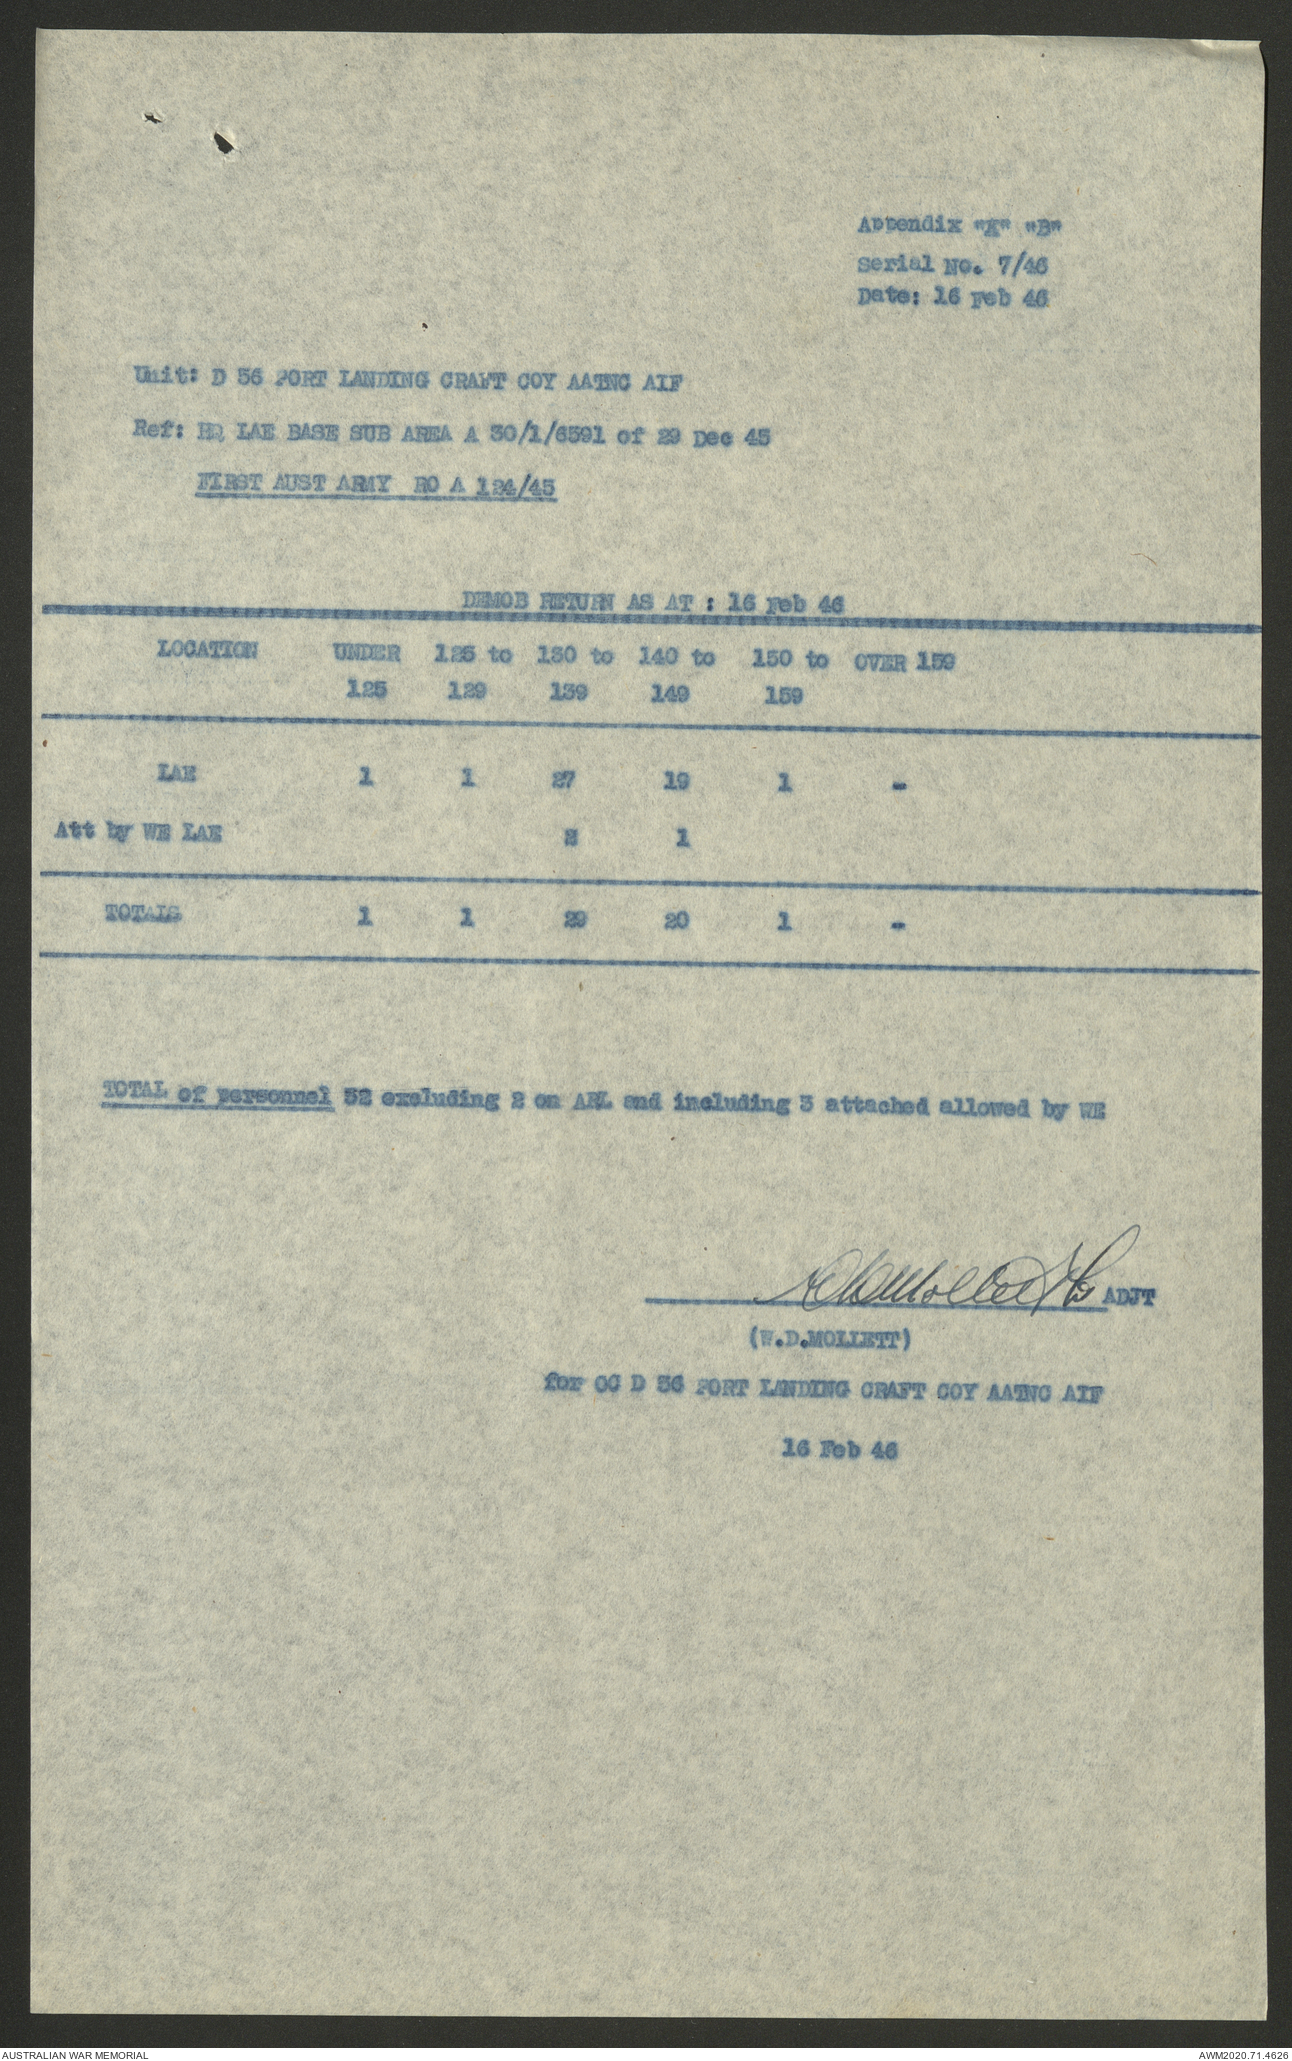 Appendix "A" "B"
Serial No. 7/46
Date: 16 Feb 46
Unit: D 56 PORT LANDING CRAFT COY AATNC AIF
Ref: HQ LAE BASE SUB AREA A 30/1/6591 of 29 Dec 45
FIRST AUST ARMY RO A 124/45
DEMOB RETURN AS AT : 16 Feb 46
LOCATION UNDER 125 to 130 to 140 to 150 to OVER 159
125 129 139 149 159
LAE 1 1 27 19 1 -
Att by WE LAE 2 1
TOTALS 1 1 29 20 1 -
TOTAL of personnel 52 excluding 2 on ARL and including 3 attached allowed by WE
ADJT
(W.D.MOLLETT)
for OC D 56 PORT LANDING CRAFT COY AATNC AIF
16 Feb 46
AUSTRALIAN WAR MEMORIAL AWM2020.71.4626